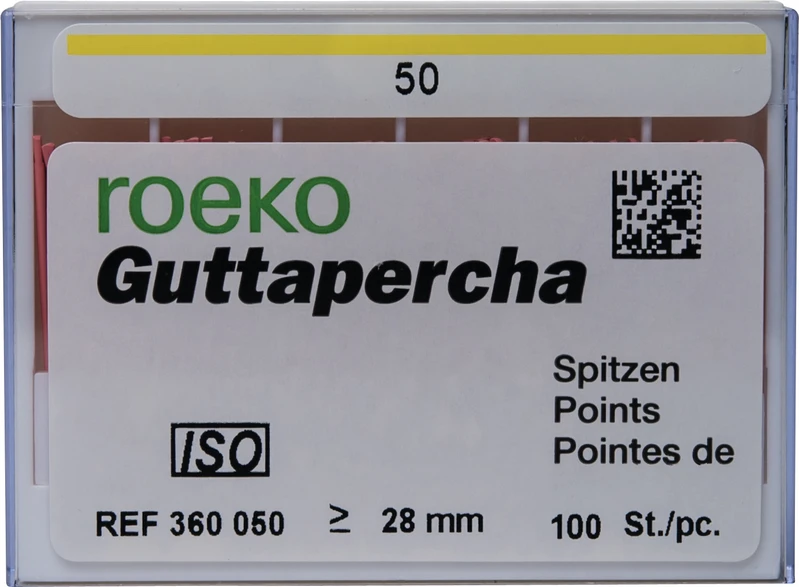 50
roeko
Guttapercha
Spitzen
Points
Pointes de
ISO
REF 360 050 ≥ 28 mm 100 St./pc.